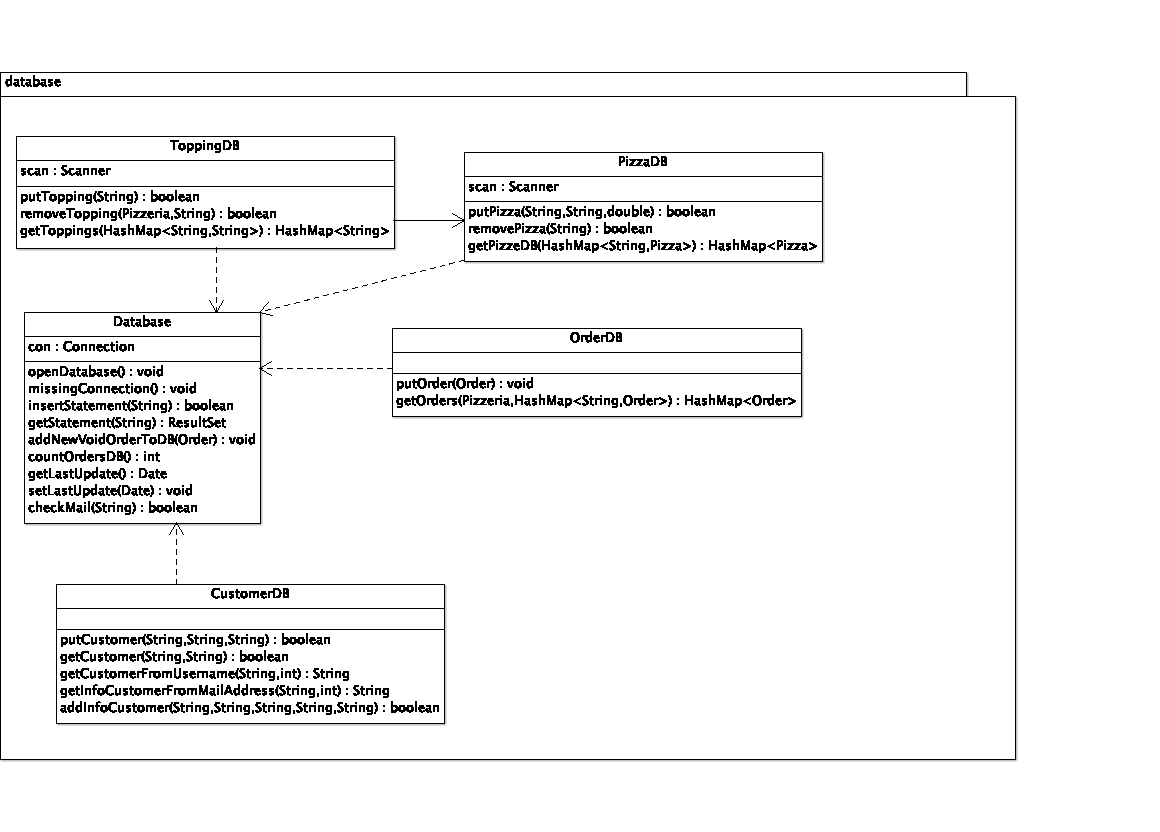 database
ToppingDB
scan : Scanner
putTopping(String) : boolean
removeTopping(Pizzeria,String) : boolean
getToppings(HashMap<String,String>) : HashMap<String>
PizzaDB
scan : Scanner
putPizza(String,String,double) : boolean
removePizza(String) : boolean
getPizzeDB(HashMap<String,Pizza>) : HashMap<Pizza>
Database
con : Connection
openDatabase() : void
missingConnection() : void
insertStatement(String) : boolean
getStatement(String) : ResultSet
addNewVoidOrderToDB(Order) : void
countOrdersDB() : int
getLastUpdate() : Date
setLastUpdate(Date) : void
checkMail(String) : boolean
OrderDB
putOrder(Order) : void
getOrders(Pizzeria,HashMap<String,Order>) : HashMap<Order>
CustomerDB
putCustomer(String,String,String) : boolean
getCustomer(String,String) : boolean
getCustomerFromUsername(String,int) : String
getInfoCustomerFromMailAddress(String,int) : String
addInfoCustomer(String,String,String,String,String) : boolean